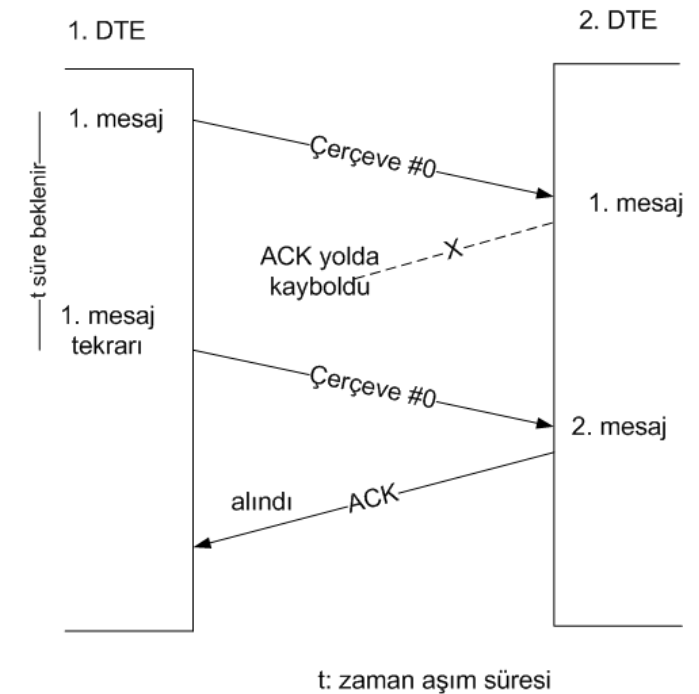 1. DTE
2. DTE
1. mesaj
Çerçeve #0
1. mesaj
t süre beklenir
X
ACK yolda
kayboldu
1. mesaj
tekrarı
Çerçeve #0
2. mesaj
alındı
ACK
t: zaman aşım süresi